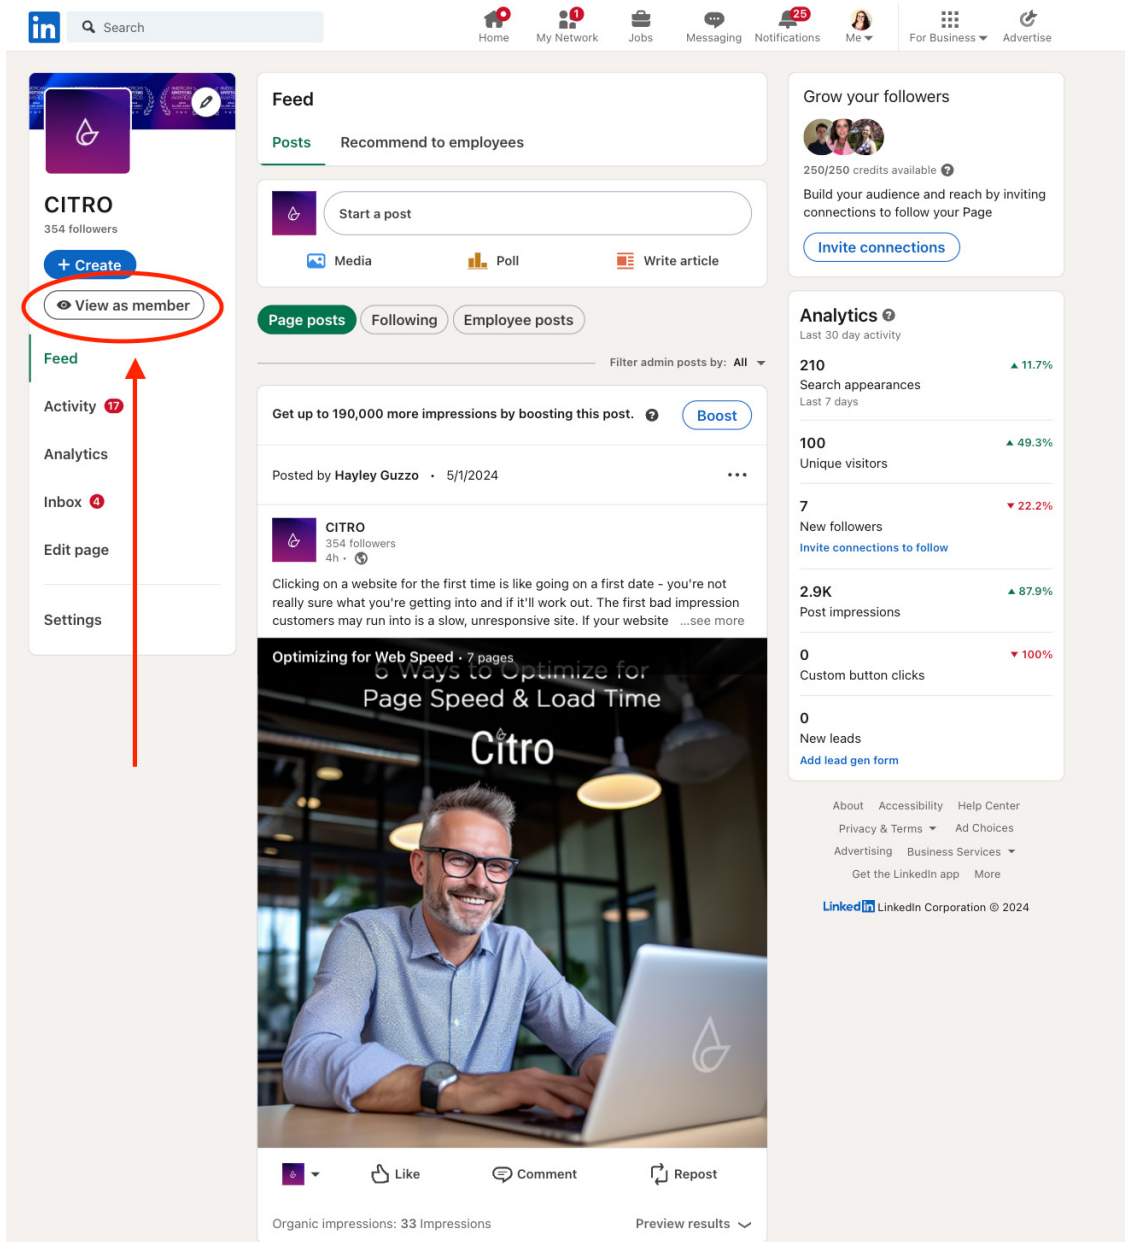 in
Search
Home
1
My Network
Jobs
Messaging
25
Notifications
Me
For Business
Advertise
CITRO
354 followers
+ Create
View as member
Feed
Activity 17
Analytics
Inbox 4
Edit page
Settings
Feed
Posts
Recommend to employees
Start a post
Media
Poll
Write article
Page posts
Following
Employee posts
Filter admin posts by: All
Get up to 190,000 more impressions by boosting this post.
Boost
Posted by Hayley Guzzo • 5/1/2024
CITRO
354 followers
4h •
Clicking on a website for the first time is like going on a first date - you're not
really sure what you're getting into and if it'll work out. The first bad impression
customers may run into is a slow, unresponsive site. If your website ...see more
Optimizing for Web Speed • 7 pages
6 Ways to Optimize for
Page Speed & Load Time
Citro
Like
Comment
Repost
Organic impressions: 33 Impressions
Preview results
Grow your followers
250/250 credits available
Build your audience and reach by inviting
connections to follow your Page
Invite connections
Analytics
Last 30 day activity
210
11.7%
Search appearances
Last 7 days
100
49.3%
Unique visitors
7
22.2%
New followers
Invite connections to follow
2.9K
87.9%
Post impressions
0
100%
Custom button clicks
0
New leads
Add lead gen form
About Accessibility Help Center
Privacy & Terms Ad Choices
Advertising Business Services
Get the LinkedIn app More
LinkedIn LinkedIn Corporation © 2024